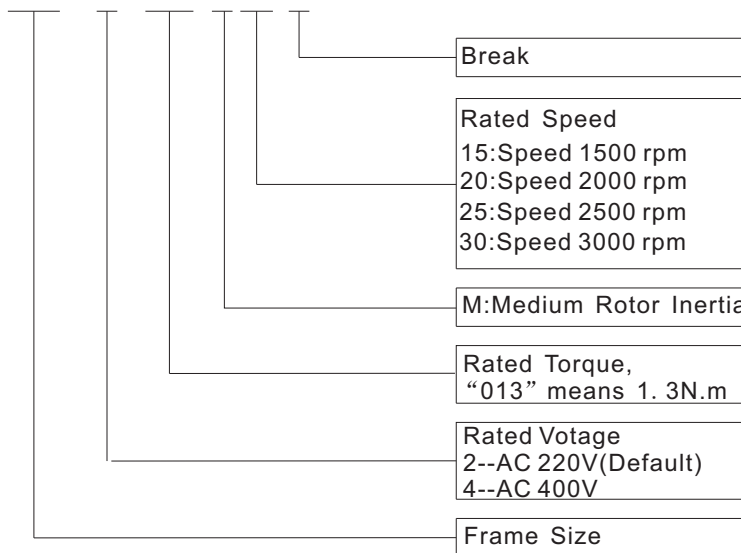 Break
Rated Speed
15:Speed 1500 rpm
20:Speed 2000 rpm
25:Speed 2500 rpm
30:Speed 3000 rpm
M:Medium Rotor Inertia
Rated Torque,
“013” means 1. 3N.m
Rated Votage
2--AC 220V(Default)
4--AC 400V
Frame Size